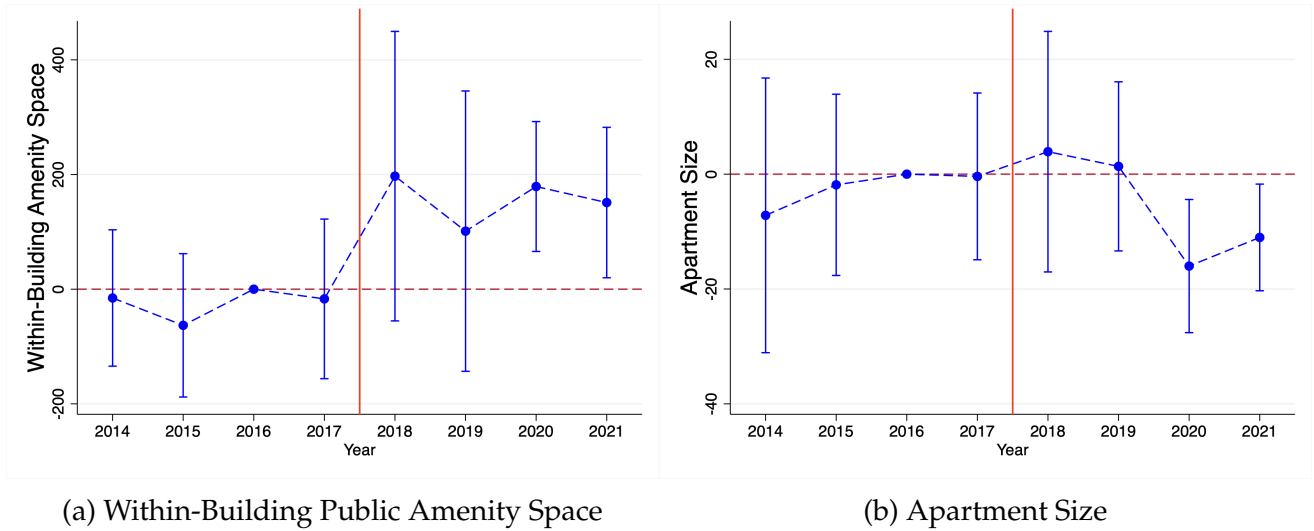 Within-Building Amenity Space
400
200
0
-200
2014 2015 2016 2017 2018 2019 2020 2021
Year
(a) Within-Building Public Amenity Space
Apartment Size
20
0
-20
-40
2014 2015 2016 2017 2018 2019 2020 2021
Year
(b) Apartment Size